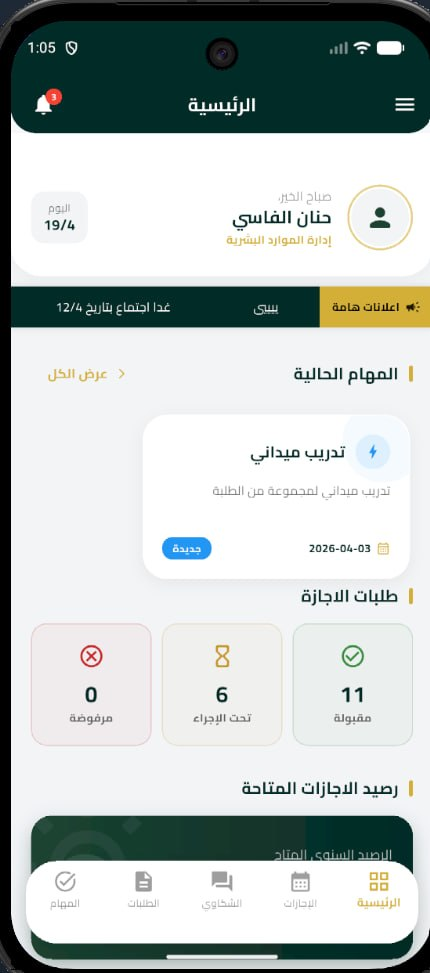 1:05
الرئيسية
3
صباح الخير,
حنان الفاسي
إدارة الموارد البشرية
اليوم
19/4
اعلانات هامة
يييي
غدا اجتماع بتاريخ 12/4
المهام الحالية
عرض الكل
تدريب ميداني
تدريب ميداني لمجموعة من الطلبة
2026-04-03
جديدة
طلبات الاجازة
11
مقبولة
6
تحت الإجراء
0
مرفوضة
رصيد الاجازات المتاحة
الرصيد السنوي المتاح
الرئيسية
الإجازات
الشكاوي
الطلبات
المهام